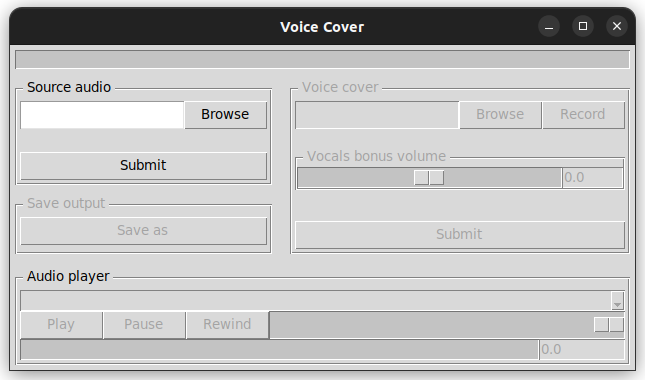 Voice Cover
Source audio
Browse
Submit
Save output
Save as
Voice cover
Browse Record
Vocals bonus volume
0.0
Submit
Audio player
Play Pause Rewind
0.0